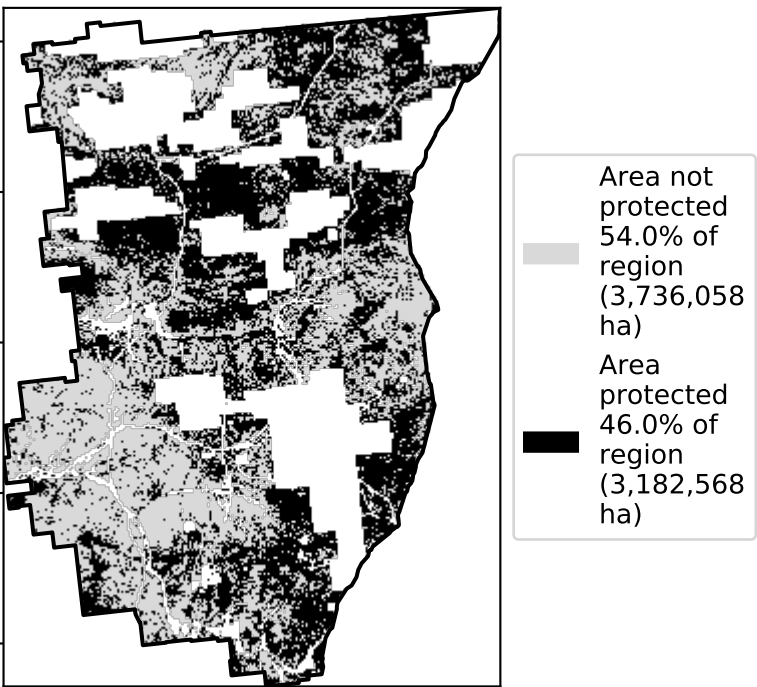 Area not
protected
54.0% of
region
(3,736,058
ha)
Area
protected
46.0% of
region
(3,182,568
ha)